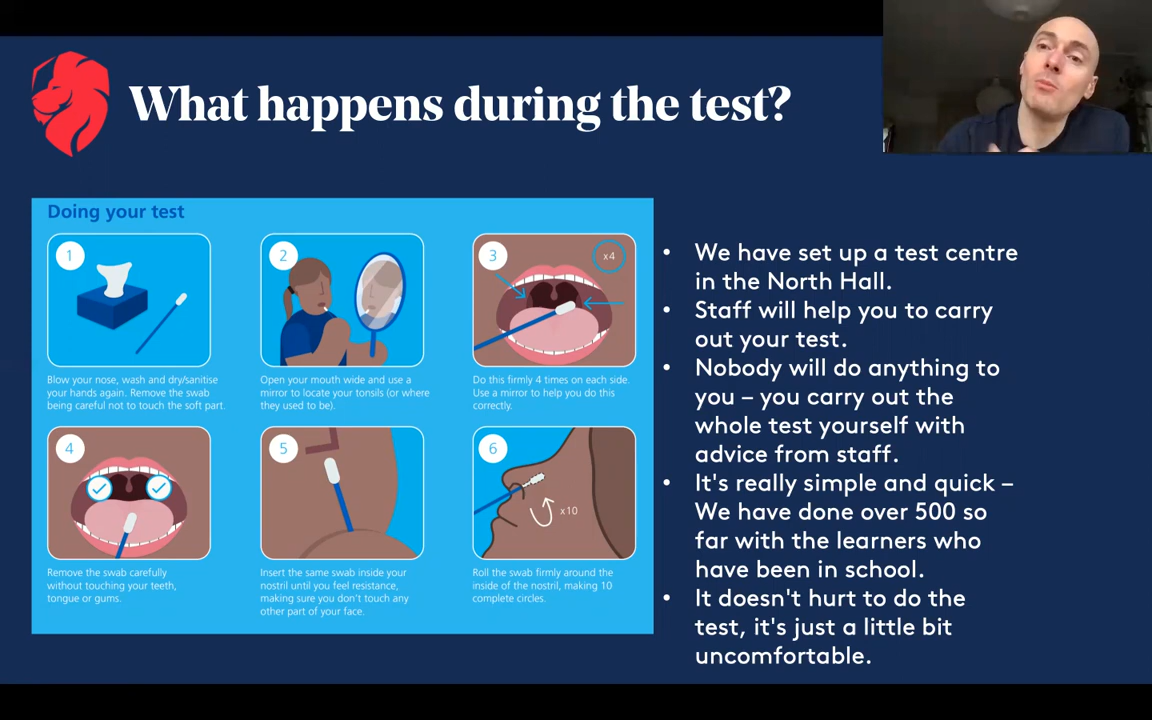 What happens during the test?
Doing your test
1
Blow your nose, wash and dry/sanitise
your hands again. Remove the swab
being careful not to touch the soft part.
2
Open your mouth wide and use a
mirror to locate your tonsils (or where
they used to be).
3
x4
Do this firmly 4 times on each side.
Use a mirror to help you do this
correctly.
4
Remove the swab carefully
without touching your teeth,
tongue or gums.
5
Insert the same swab inside your
nostril until you feel resistance,
making sure you don't touch any
other part of your face.
6
x10
Roll the swab firmly around the
inside of the nostril, making 10
complete circles.
• We have set up a test centre
in the North Hall.
• Staff will help you to carry
out your test.
• Nobody will do anything to
you – you carry out the
whole test yourself with
advice from staff.
• It's really simple and quick –
We have done over 500 so
far with the learners who
have been in school.
• It doesn't hurt to do the
test, it's just a little bit
uncomfortable.